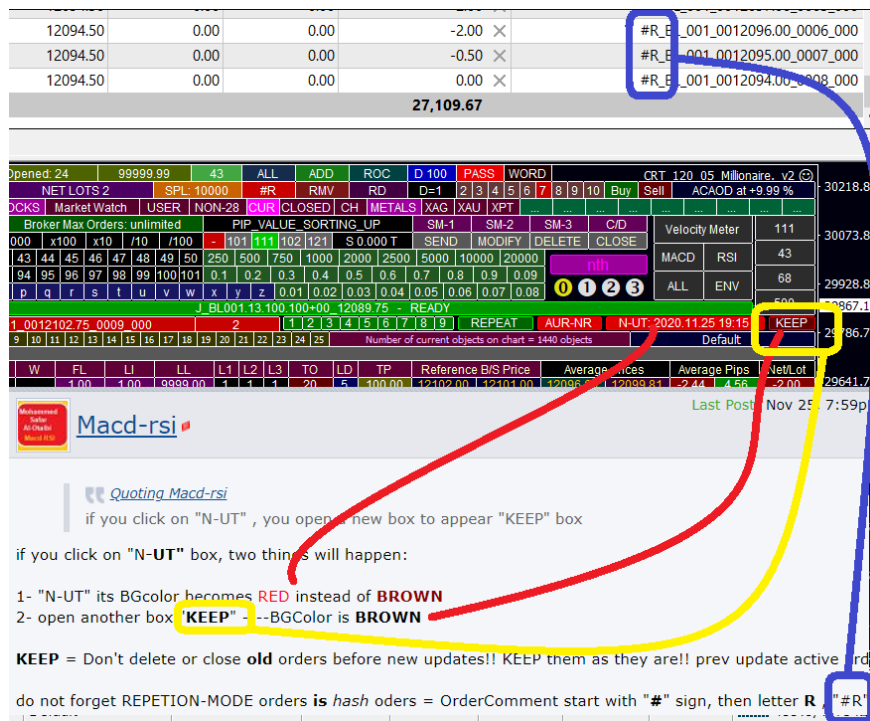 12094.50 0.00 0.00 -2.00 #R_BL_001_0012096.00_0006_000
12094.50 0.00 0.00 -0.50 #R_BL_001_0012095.00_0007_000
12094.50 0.00 0.00 0.00 #R_BL_001_0012094.00_0008_000
27,109.67
Opened: 24 99999.99 43 ALL ADD ROC D 100 PASS WORD CRT 120 05 Millionaire. v2
NET LOTS 2 SPL: 10000 #R RMV RD D=1 2 3 4 5 6 7 8 9 10 Buy Sell ACAOD at +9.99 % 30218.8
OCKS Market Watch USER NON-28 CUR CLOSED CH METALS XAG XAU XPT ... ... ... ... ... ...
Broker Max Orders: unlimited PIP_VALUE_SORTING_UP SM-1 SM-2 SM-3 C/D Velocity Meter 111 30073.8
000 x100 x10 /10 /100 - 101 111 102 121 S 0.000 T SEND MODIFY DELETE CLOSE
43 44 45 46 47 48 49 50 250 500 750 1000 2000 2500 5000 10000 20000 nth MACD RSI 43
94 95 96 97 98 99 100 101 0.1 0.2 0.3 0.4 0.5 0.6 0.7 0.8 0.9 0.09 68 29928.8
p q r s t u v w x y z 0.01 0.02 0.03 0.04 0.05 0.06 0.07 0.08 0 1 2 3 ALL ENV
J_BL001.13.100.100+00_12089.75 - READY 500 867.1
1_0012102.75_0009_000 2 1 2 3 4 5 6 7 8 9 REPEAT AUR-NR N-UT: 2020.11.25 19:15 KEEP 29786.7
9 10 11 12 13 14 15 16 17 18 19 20 21 22 23 24 25 Number of current objects on chart = 1440 objects Default
W FL LI LL L1 L2 L3 TO LD TP Reference B/S Price Average Prices Average Pips Net/Lot 29641.7
1.00 1.00 9999.00 1 1 1 20 5 100.00 12102.00 12101.00 12096.00 12099.81 -2.44 4.56 -2.00
Mohammed
Safar
Al-Otaibi
Macd RSI
Macd-rsi
Last Post: Nov 25, 7:59p
Quoting Macd-rsi
if you click on "N-UT" , you open a new box to appear "KEEP" box
if you click on "N-UT" box, two things will happen:
1- "N-UT" its BGcolor becomes RED instead of BROWN
2- open another box "KEEP" ----BGColor is BROWN
KEEP = Don't delete or close old orders before new updates!! KEEP them as they are!! prev update active ord
do not forget REPETION-MODE orders is hash oders = OrderComment start with "#" sign, then letter R , "#R"